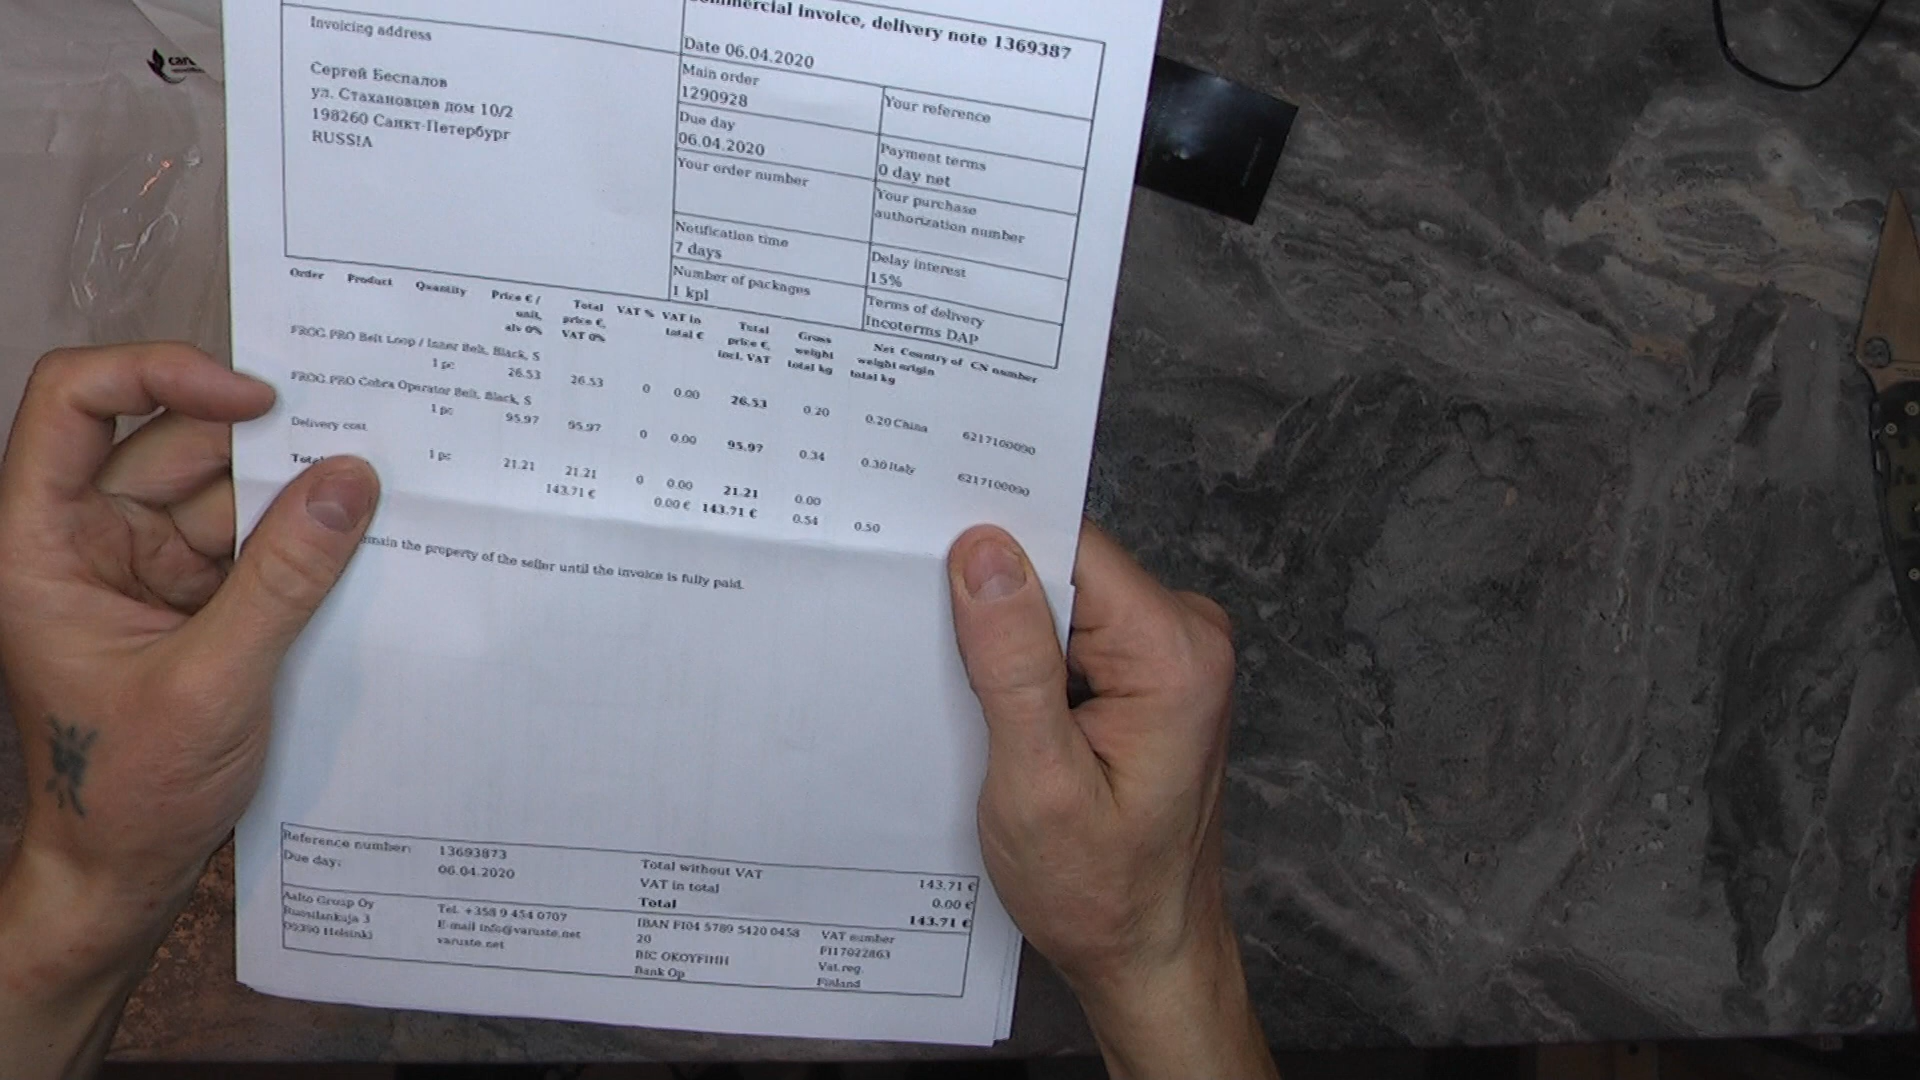 can
Commercial invoice, delivery note 1369387
Date 06.04.2020
Invoicing address
Сергей Беспалов
ул. Стахановцев дом 10/2
198260 Санкт-Петербург
RUSSIA
Main order
1290928
Your reference
Due day
06.04.2020
Payment terms
0 day net
Your order number
Your purchase
authorization number
Notification time
7 days
Delay interest
15%
Number of packages
1 kpl
Terms of delivery
Incoterms DAP
Order Product Quantity Price € / unit, alv 0% Total price €, VAT 0% VAT % VAT in total € Total price €, incl. VAT Gross weight total kg Net weight total kg Country of origin CN number
FROG.PRO Belt Loop / Inner Belt, Black, S
1 pc 26.53 26.53 0 0.00 26.53 0.20 0.20 China 6217100090
FROG.PRO Cobra Operator Belt, Black, S
1 pc 95.97 95.97 0 0.00 95.97 0.34 0.30 Italy 6217100090
Delivery cost
1 pc 21.21 21.21 0 0.00 21.21 0.00
Total 143.71 € 0.00 € 143.71 € 0.54 0.50
remain the property of the seller until the invoice is fully paid.
Reference number: 13693873
Due day: 06.04.2020
Total without VAT 143.71 €
VAT in total 0.00 €
Total 143.71 €
Aalto Group Oy
Ruosilankuja 3
00390 Helsinki
Tel. +358 9 454 0707
E-mail info@varuste.net
varuste.net
IBAN FI04 5789 5420 0458
20
BIC OKOYFIHH
Bank Op
VAT number
FI17022863
Vat.reg.
Finland